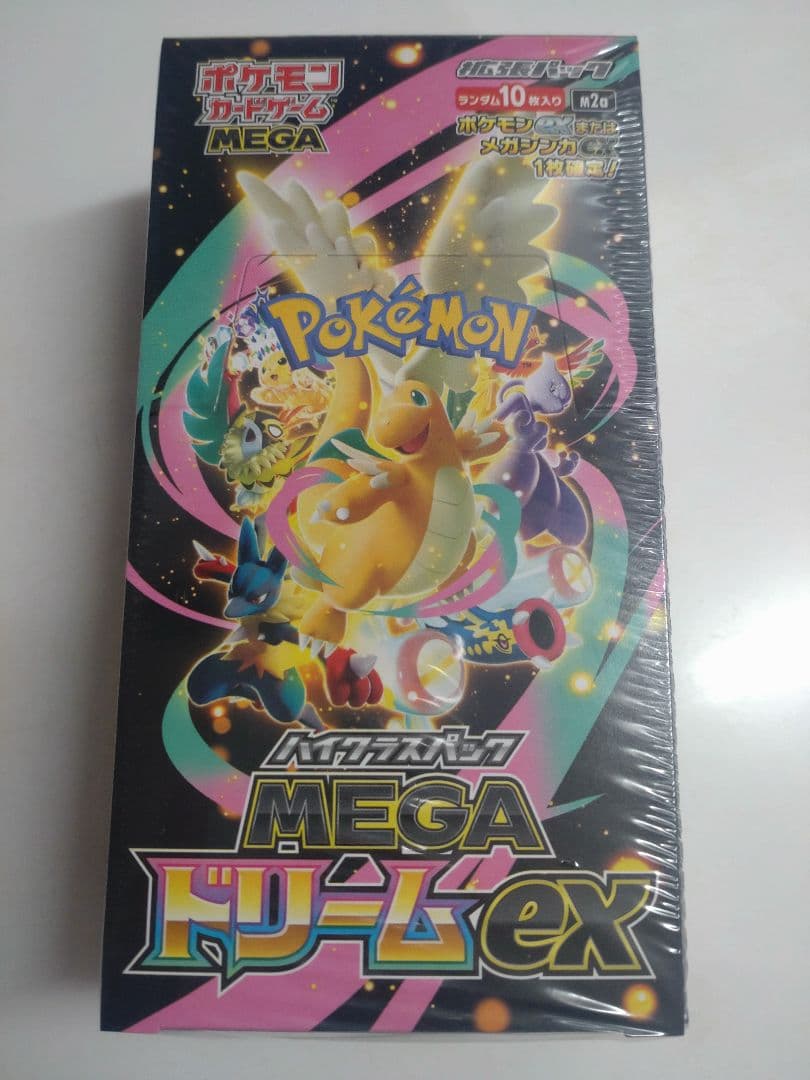 ポケモン
カードゲーム™
MEGA
拡張パック
ランダム10枚入り M2a
ポケモンexまたは
メガシンカex
1枚確定!
POKéMON™
ハイクラスパック
MEGA
ドリームex